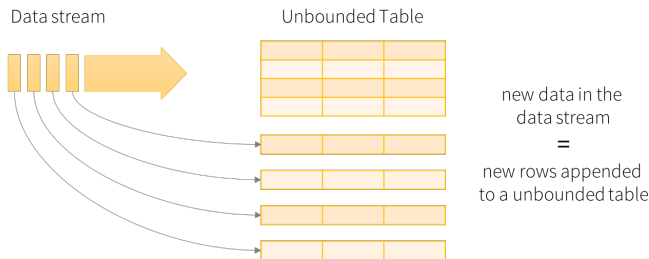 Data stream
Unbounded Table
new data in the
data stream
=
new rows appended
to a unbounded table